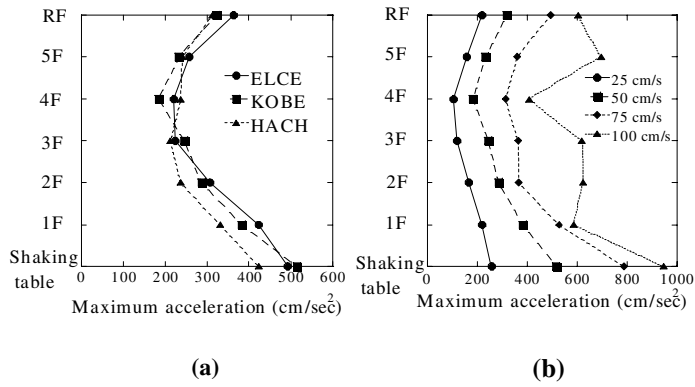 (a)
RF
5F
4F
3F
2F
1F
Shaking
table
ELCE
KOBE
HACH
0 100 200 300 400 500 600
Maximum acceleration (cm/sec2)
(a)
(b)
RF
5F
4F
3F
2F
1F
Shaking
table
25 cm/s
50 cm/s
75 cm/s
100 cm/s
0 200 400 600 800 1000
Maximum acceleration (cm/sec2)
(b)